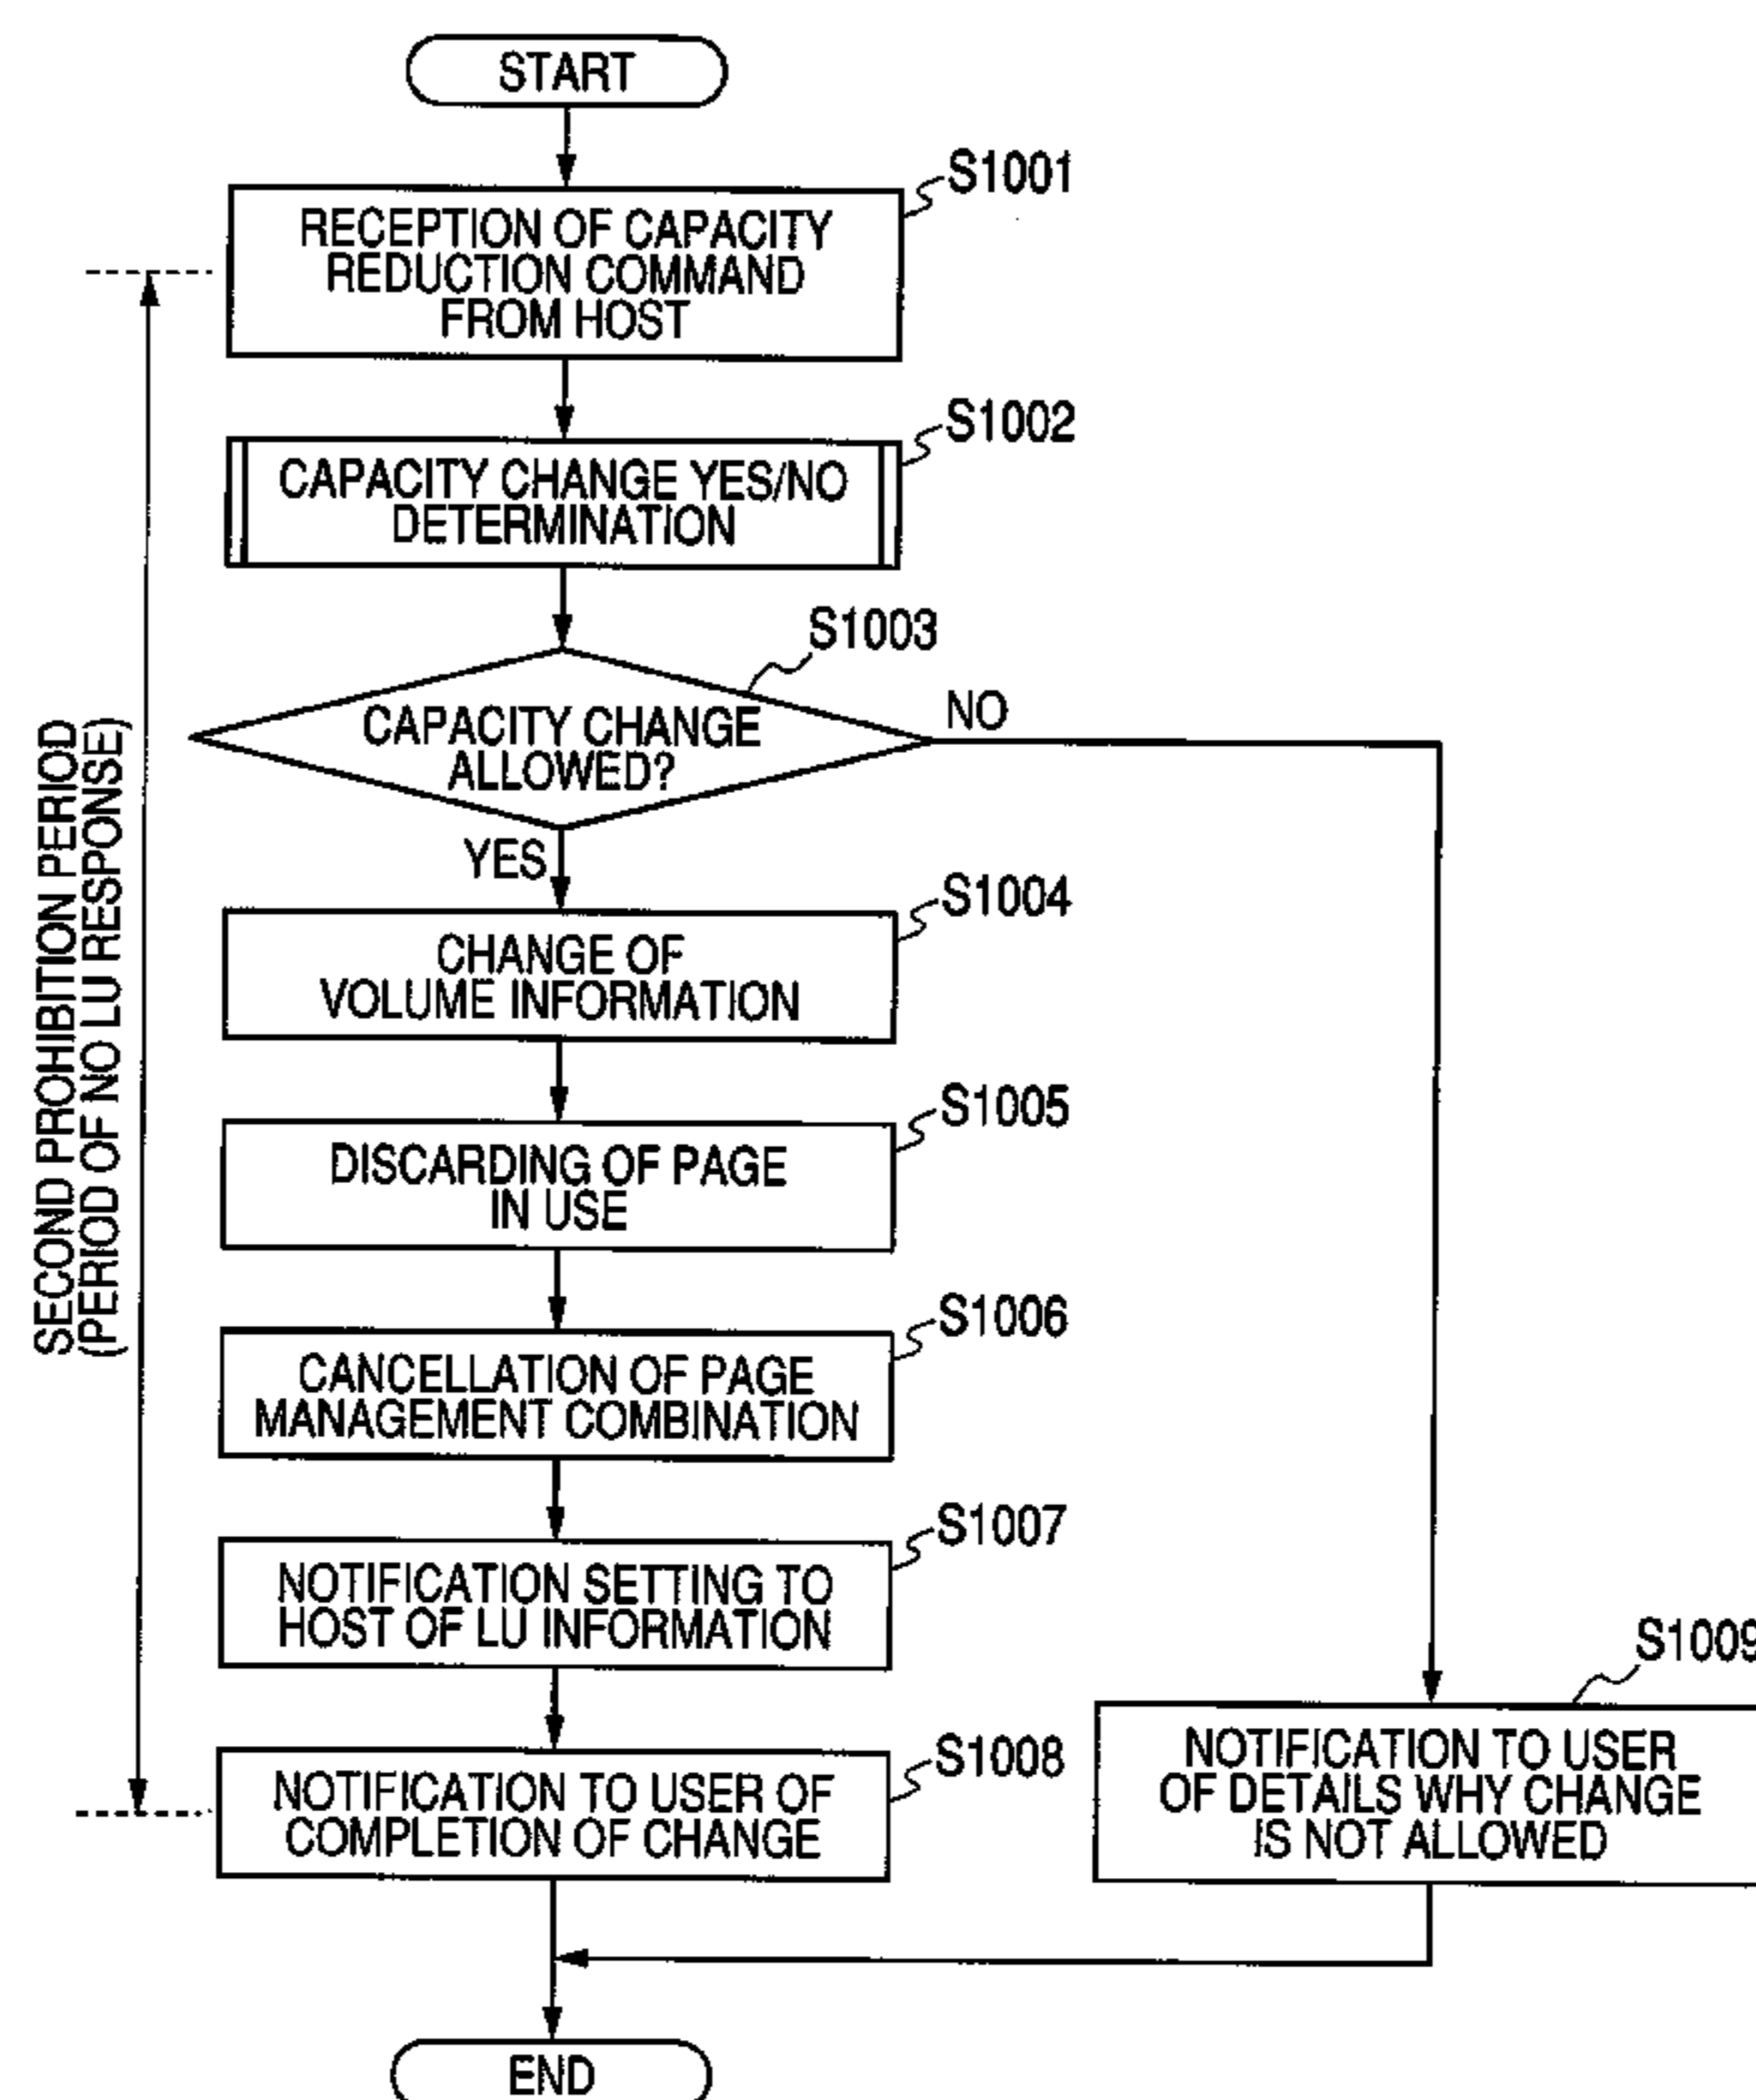 START
S1001
RECEPTION OF CAPACITY
REDUCTION COMMAND
FROM HOST
S1002
CAPACITY CHANGE YES/NO
DETERMINATION
S1003
CAPACITY CHANGE
ALLOWED?
NO
YES
S1004
CHANGE OF
VOLUME INFORMATION
S1005
DISCARDING OF PAGE
IN USE
S1006
CANCELLATION OF PAGE
MANAGEMENT COMBINATION
S1007
NOTIFICATION SETTING TO
HOST OF LU INFORMATION
S1008
NOTIFICATION TO USER OF
COMPLETION OF CHANGE
S1009
NOTIFICATION TO USER
OF DETAILS WHY CHANGE
IS NOT ALLOWED
END
SECOND PROHIBITION PERIOD
(PERIOD OF NO LU RESPONSE)